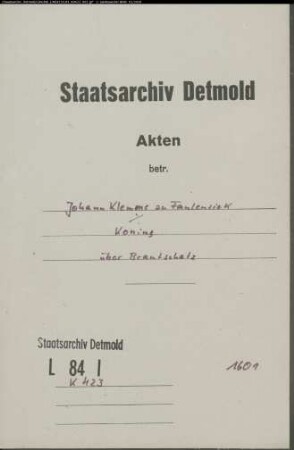 Staatsarchiv Detmold
Akten
betr.
Johann Klemens zu Faulensiek
./.
Koning
über Brautschatz
Staatsarchiv Detmold
L 84 I
K 423
1601